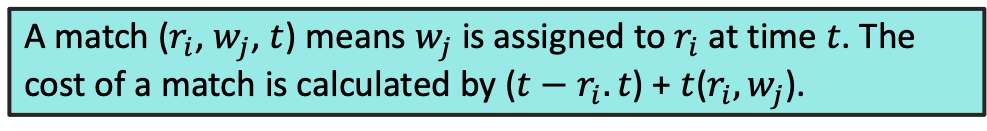 A match (𝑟ᵢ, 𝑤ⱼ, 𝑡) means 𝑤ⱼ is assigned to 𝑟ᵢ at time 𝑡. The
cost of a match is calculated by (𝑡 − 𝑟ᵢ. 𝑡) + 𝑡(𝑟ᵢ, 𝑤ⱼ).